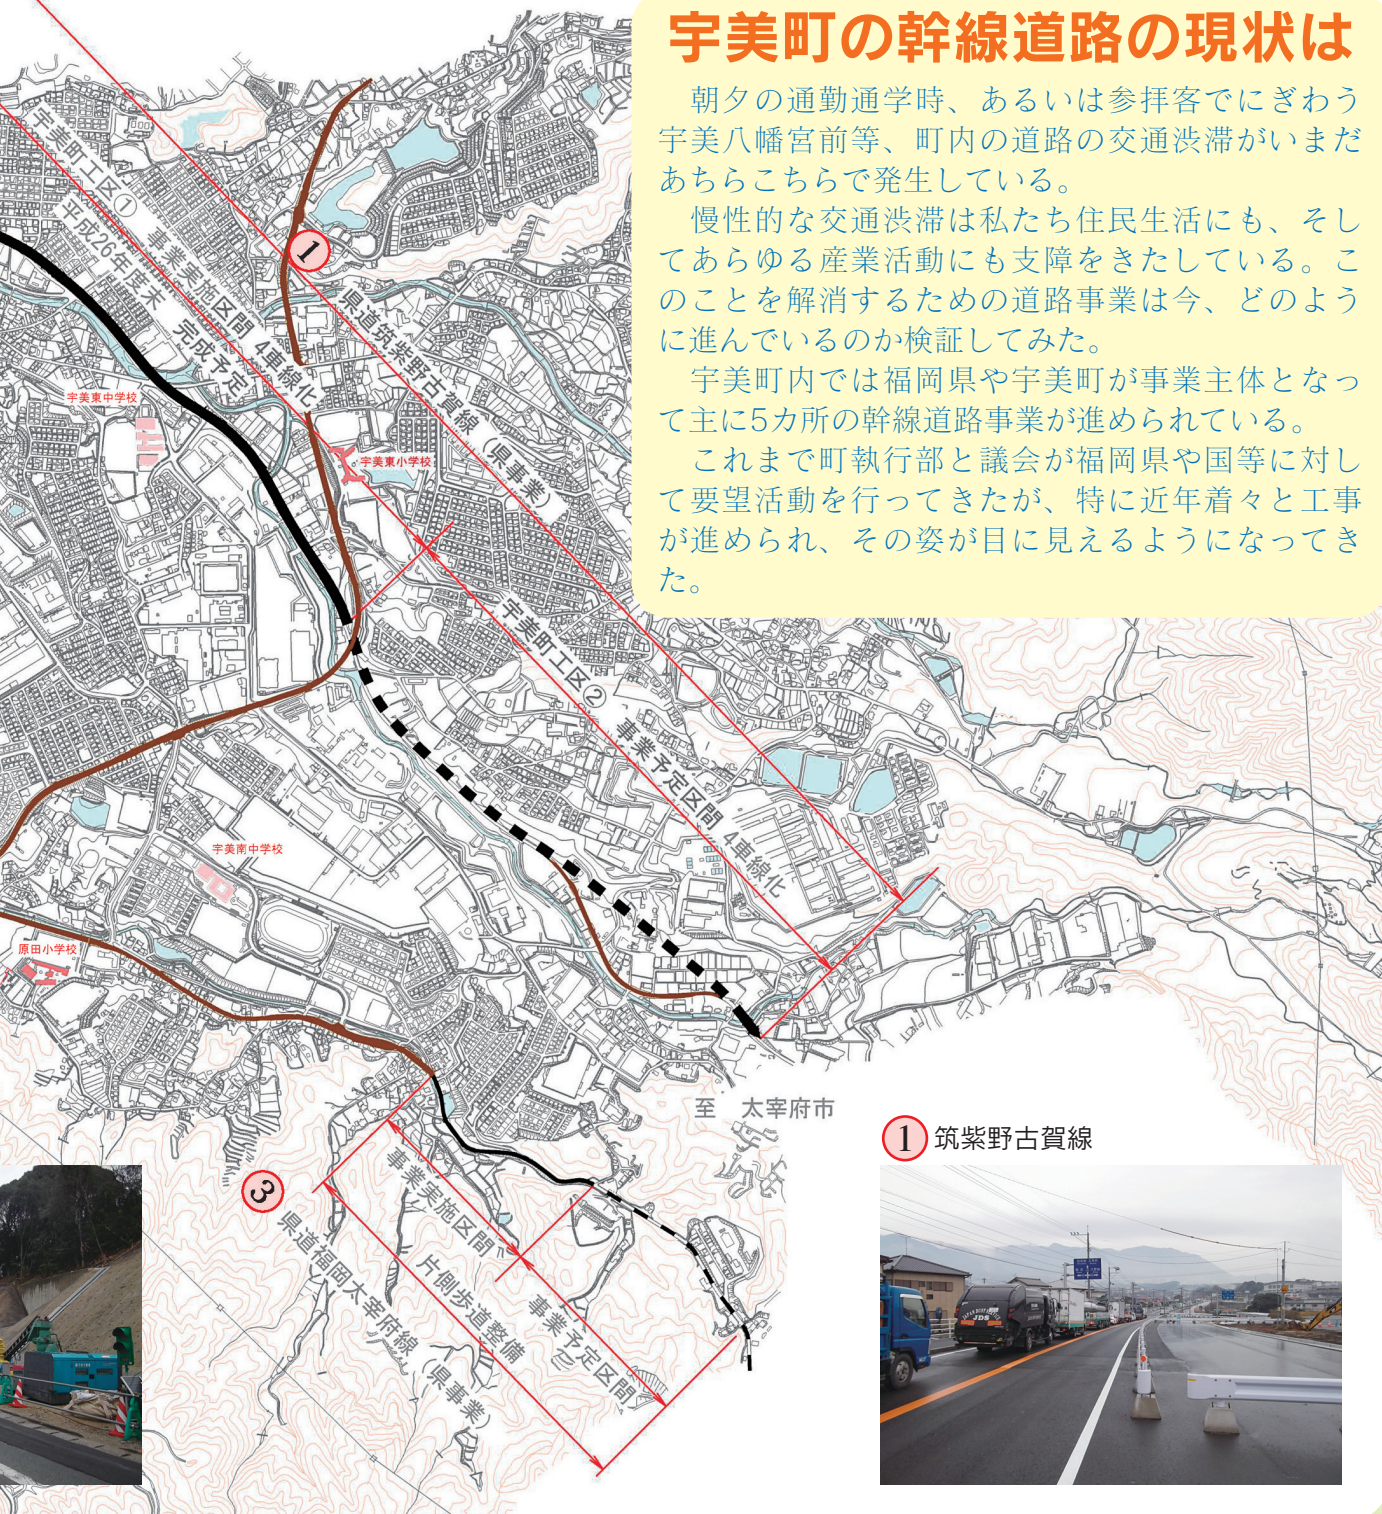 宇美町の幹線道路の現状は
　朝夕の通勤通学時、あるいは参拝客でにぎわう
宇美八幡宮前等、町内の道路の交通渋滞がいまだ
あちらこちらで発生している。
　慢性的な交通渋滞は私たち住民生活にも、そし
てあらゆる産業活動にも支障をきたしている。こ
のことを解消するための道路事業は今、どのよう
に進んでいるのか検証してみた。
　宇美町内では福岡県や宇美町が事業主体となっ
て主に5カ所の幹線道路事業が進められている。
　これまで町執行部と議会が福岡県や国等に対し
て要望活動を行ってきたが、特に近年着々と工事
が進められ、その姿が目に見えるようになってき
た。
宇美町工区① 事業実施区間 4車線化
平成26年度末 完成予定
1
県道筑紫野古賀線（県事業）
宇美東中学校
宇美東小学校
宇美町工区② 事業予定区間 4車線化
宇美南中学校
原田小学校
至　太宰府市
3
県道福岡太宰府線（県事業）
事業実施区間
片側歩道整備
事業予定区間
1 筑紫野古賀線
JDS